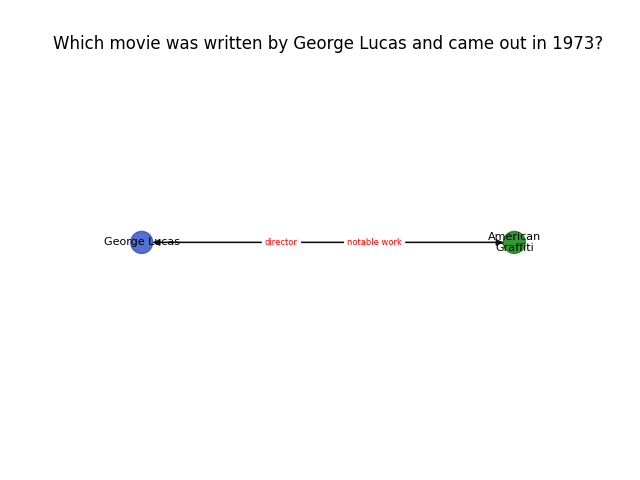 Which movie was written by George Lucas and came out in 1973?
George Lucas
director
notable work
American
Graffiti